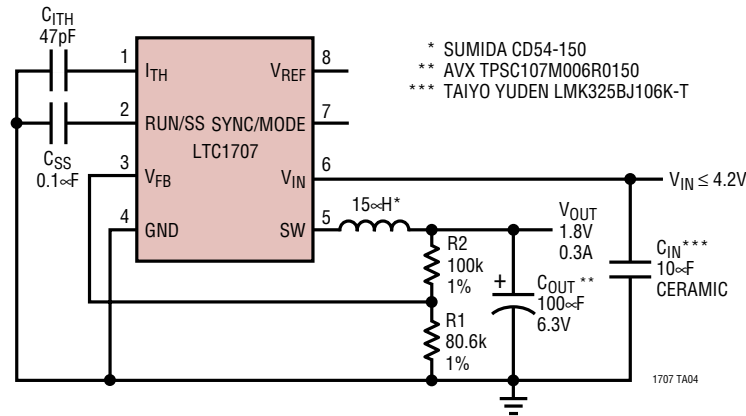 C_ITH
47pF
1
I_TH
2
RUN/SS
C_SS
0.1∝F
3
V_FB
4
GND
LTC1707
V_REF
8
SYNC/MODE
7
V_IN
6
SW
5
15∝H*
* SUMIDA CD54-150
** AVX TPSC107M006R0150
*** TAIYO YUDEN LMK325BJ106K-T
V_IN ≤ 4.2V
V_OUT
1.8V
0.3A
R2
100k
1%
R1
80.6k
1%
+
C_OUT**
100∝F
6.3V
C_IN***
10∝F
CERAMIC
1707 TA04